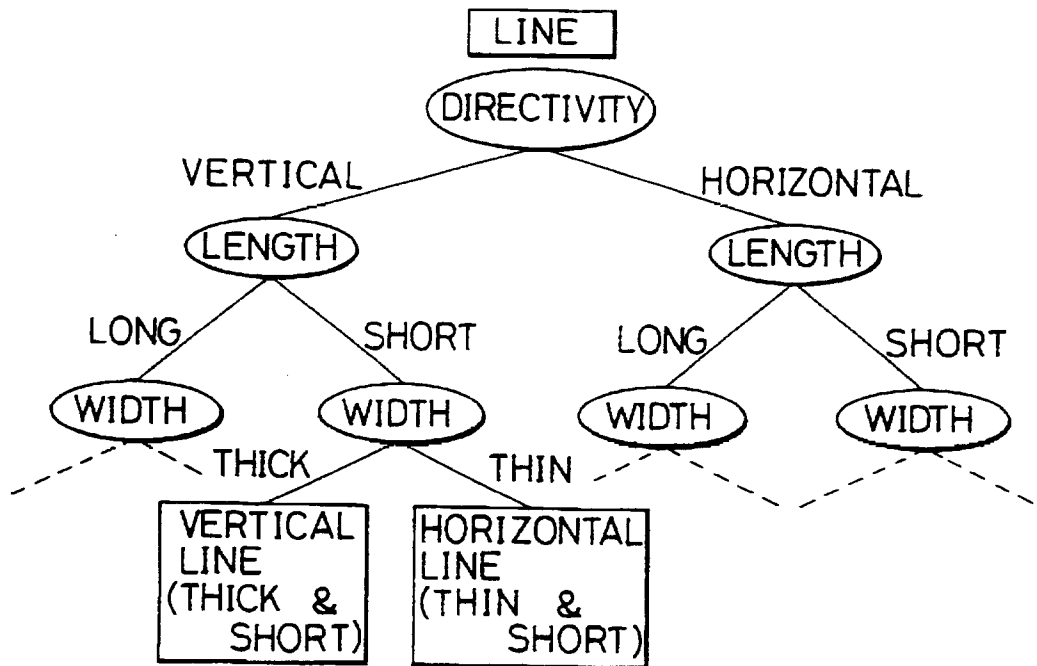 LINE
DIRECTIVITY
VERTICAL
HORIZONTAL
LENGTH
LENGTH
LONG
SHORT
LONG
SHORT
WIDTH
WIDTH
WIDTH
WIDTH
THICK
THIN
VERTICAL
LINE
(THICK &
SHORT)
HORIZONTAL
LINE
(THIN &
SHORT)